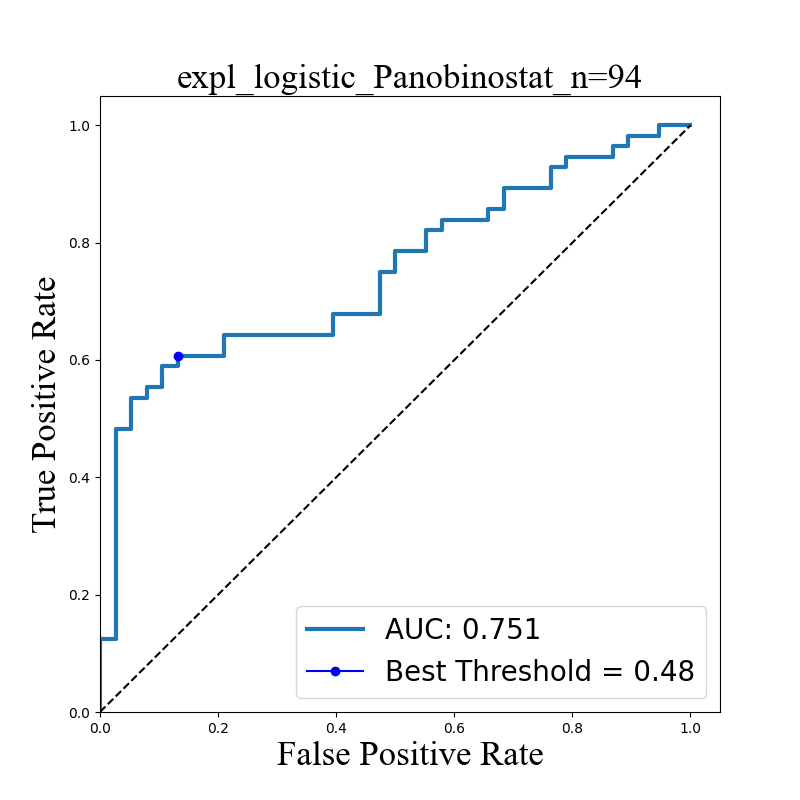 expl_logistic_Panobinostat_n=94
True Positive Rate
1.0
0.8
0.6
0.4
0.2
0.0
AUC: 0.751
Best Threshold = 0.48
0.0 0.2 0.4 0.6 0.8 1.0
False Positive Rate